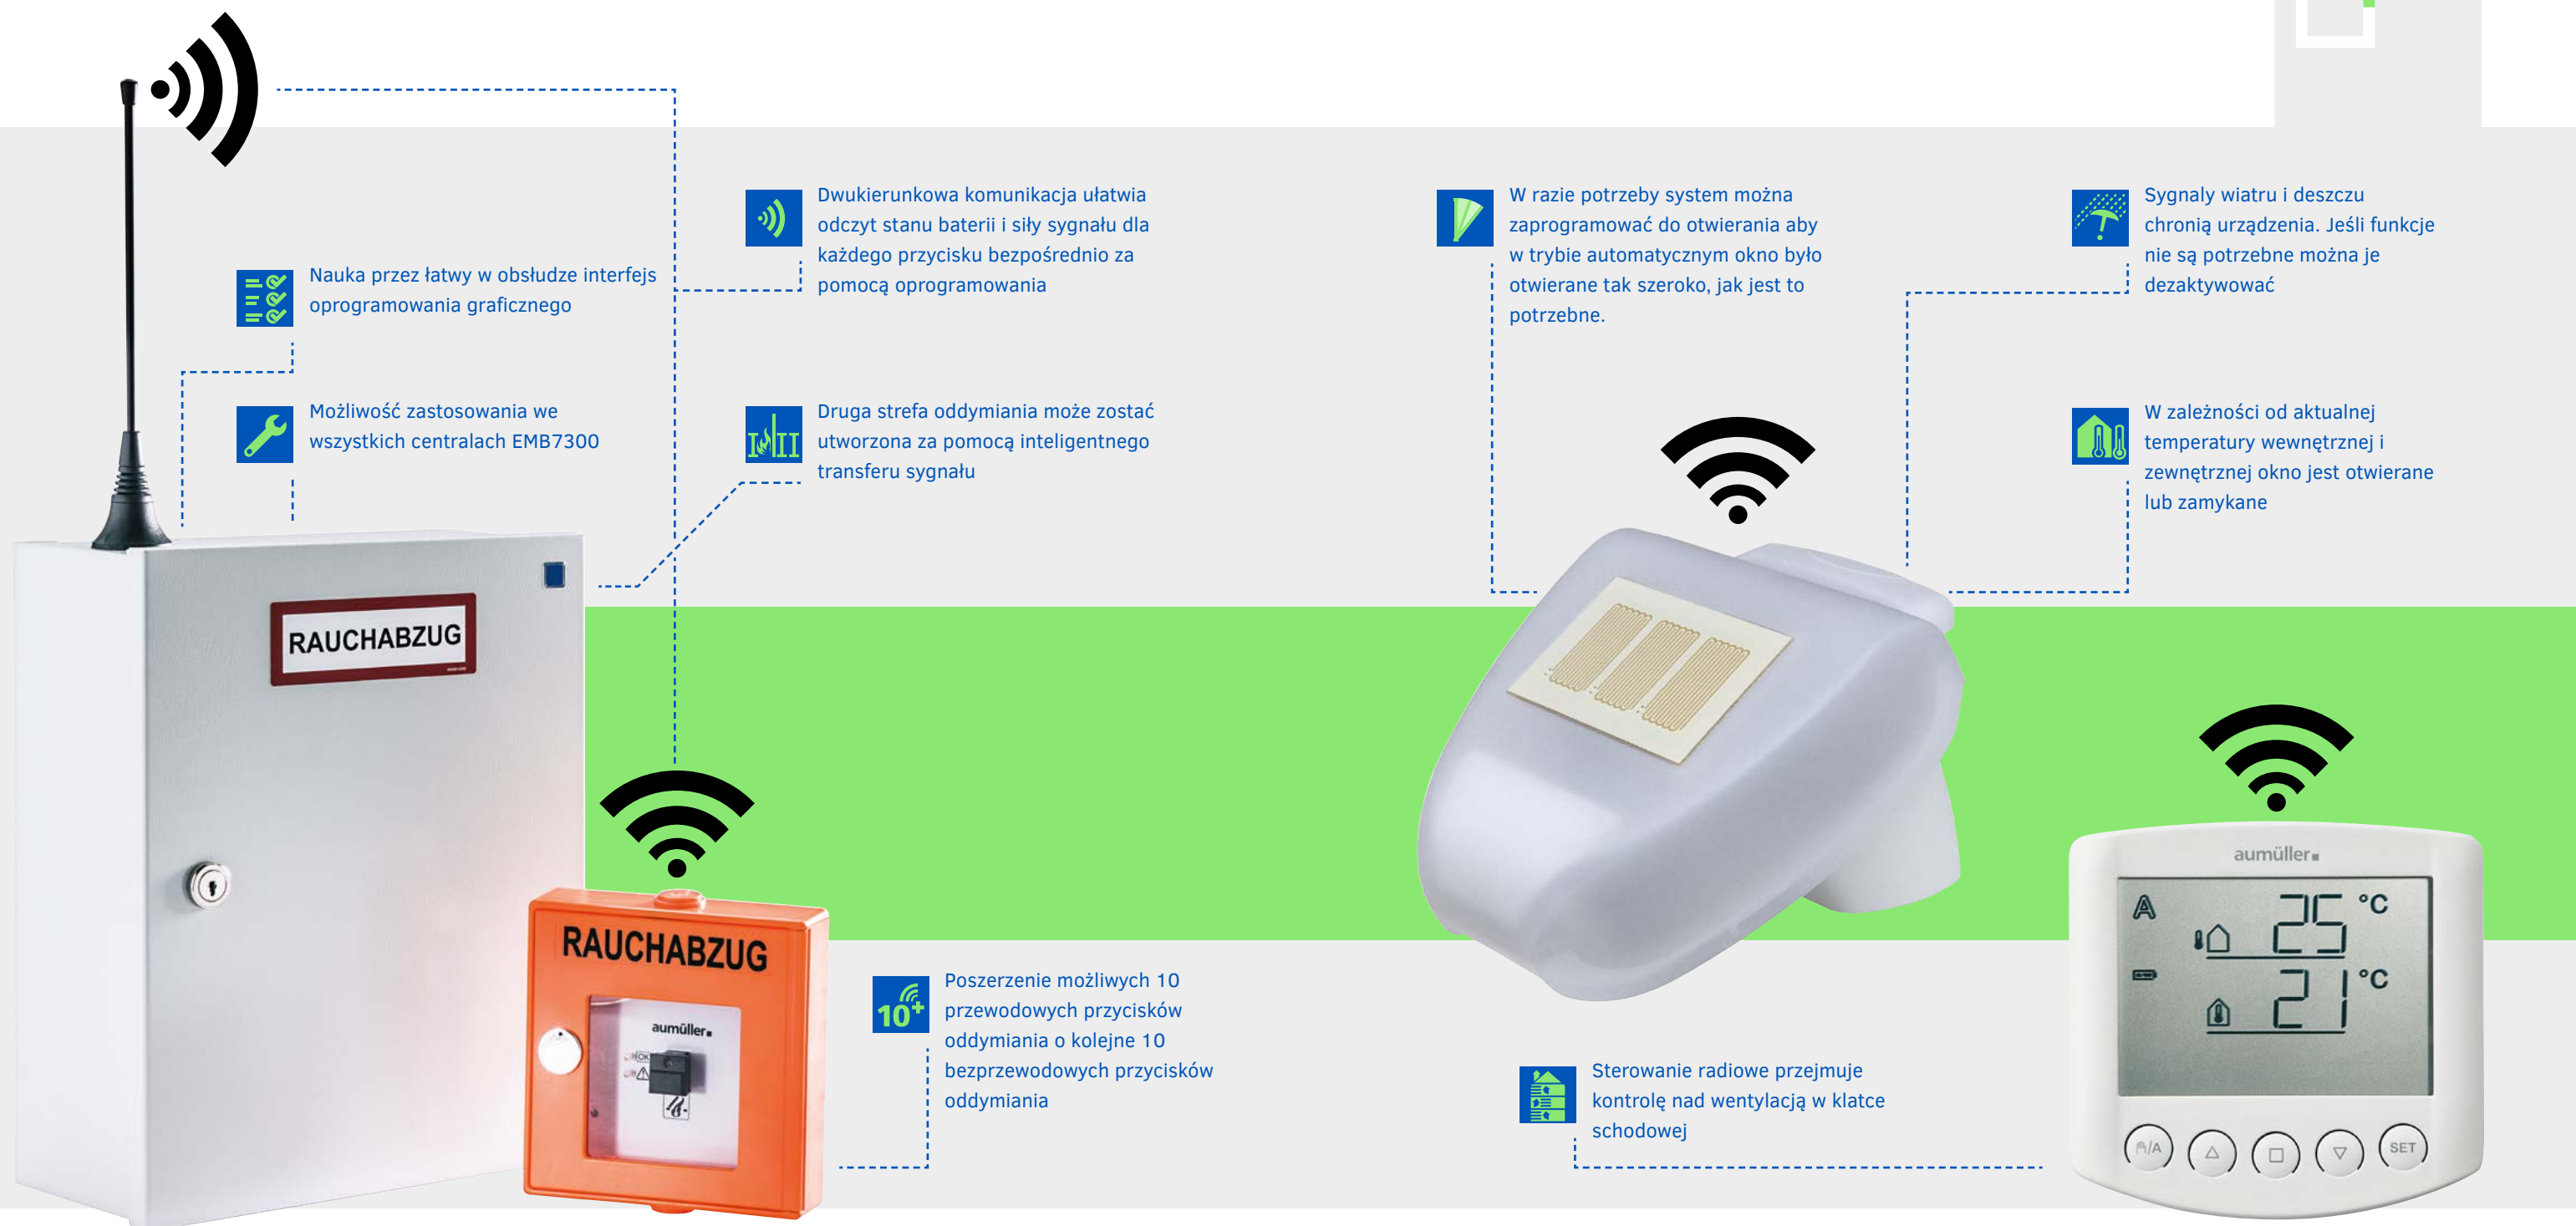 Nauka przez łatwy w obsłudze interfejs
oprogramowania graficznego
Możliwość zastosowania we
wszystkich centralach EMB7300
Dwukierunkowa komunikacja ułatwia
odczyt stanu baterii i siły sygnału dla
każdego przycisku bezpośrednio za
pomocą oprogramowania
Druga strefa oddymiania może zostać
utworzona za pomocą inteligentnego
transferu sygnału
I II
RAUCHABZUG
RAUCHABZUG
aumüller
OK
10+
Poszerzenie możliwych 10
przewodowych przycisków
oddymiania o kolejne 10
bezprzewodowych przycisków
oddymiania
W razie potrzeby system można
zaprogramować do otwierania aby
w trybie automatycznym okno było
otwierane tak szeroko, jak jest to
potrzebne.
Sygnaly wiatru i deszczu
chronią urządzenia. Jeśli funkcje
nie są potrzebne można je
dezaktywować
W zależności od aktualnej
temperatury wewnętrznej i
zewnętrznej okno jest otwierane
lub zamykane
Sterowanie radiowe przejmuje
kontrolę nad wentylacją w klatce
schodowej
aumüller
A 25 °C
21 °C
/A
SET